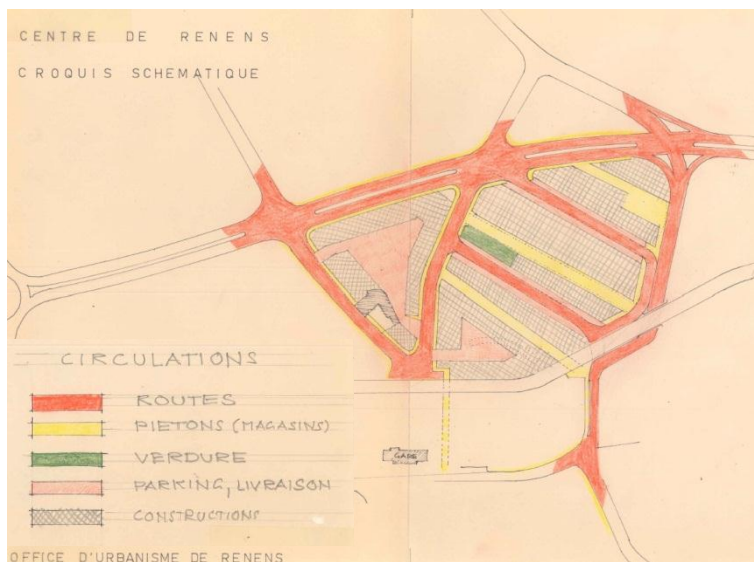 CENTRE DE RENENS
CROQUIS SCHEMATIQUE
GARE
CIRCULATIONS
ROUTES
PIETONS (MAGASINS)
VERDURE
PARKING, LIVRAISON
CONSTRUCTIONS
OFFICE D'URBANISME DE RENENS